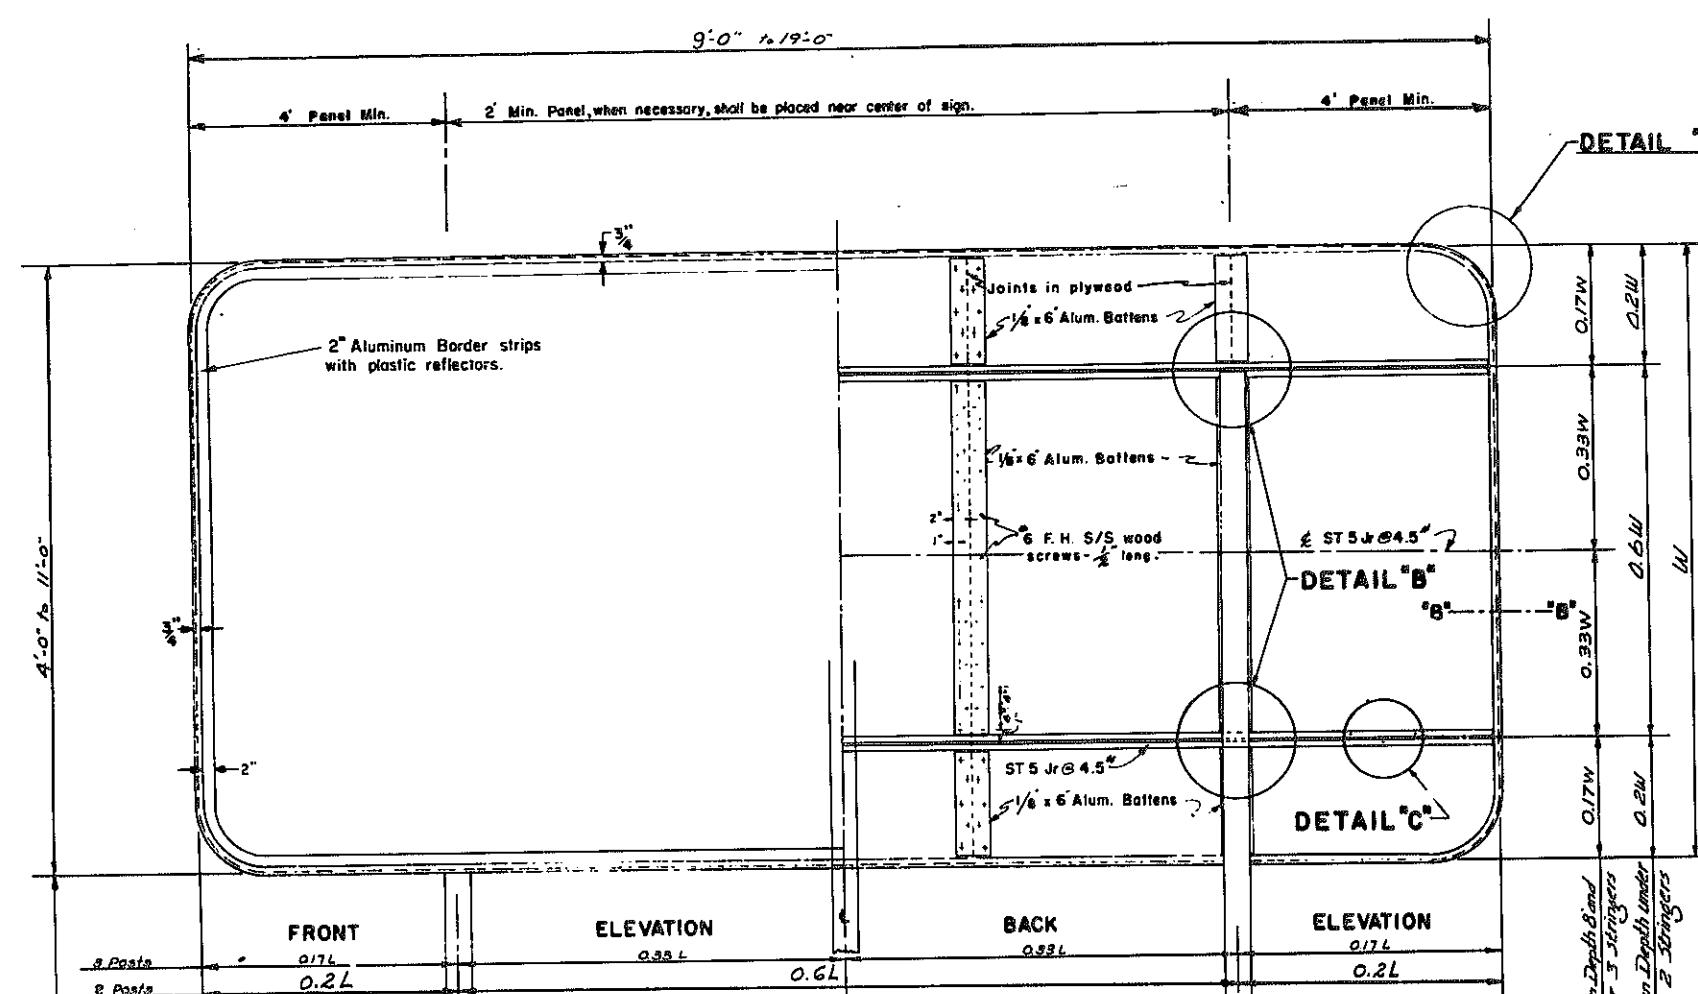 9'-0" to 19'-0"
4' Panel Min.
2' Min. Panel, when necessary, shall be placed near center of sign.
4' Panel Min.
DETAIL "
3/4"
Joints in plywood
1/8" x 6" Alum. Battens
2" Aluminum Border strips
with plastic reflectors.
0.17W
0.2W
1/8" x 6" Alum. Battens
0.33W
2"
1"
#6 F. H. S/S wood
screws - 1/2" long.
℄ ST 5 Jr @ 4.5#
DETAIL "B"
0.6W
W
"B" "B"
4'-0" to 11'-0"
3/4"
0.33W
2"
1"
ST 5 Jr @ 4.5#
1/8" x 6" Alum. Battens
DETAIL "C"
0.17W
0.2W
Depth 8' and
3 stringers
Depth under
2 Stringers
FRONT
ELEVATION
BACK
ELEVATION
3 Posts
0.17L
0.33L
0.33L
0.17L
2 Posts
0.2L
0.6L
0.2L